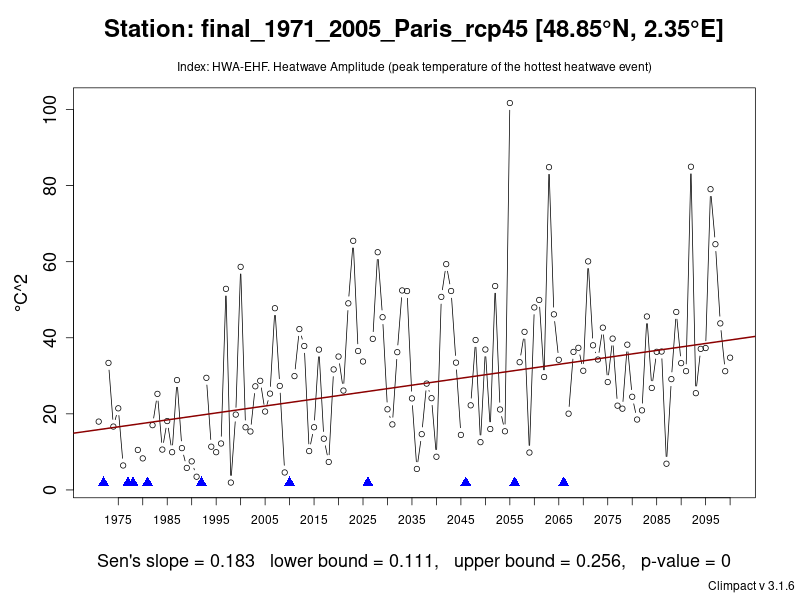 Station: final_1971_2005_Paris_rcp45 [48.85°N, 2.35°E]
Index: HWA-EHF. Heatwave Amplitude (peak temperature of the hottest heatwave event)
°C^2
100
80
60
40
20
0
1975 1985 1995 2005 2015 2025 2035 2045 2055 2065 2075 2085 2095
Sen's slope = 0.183 lower bound = 0.111, upper bound = 0.256, p-value = 0
Climpact v 3.1.6